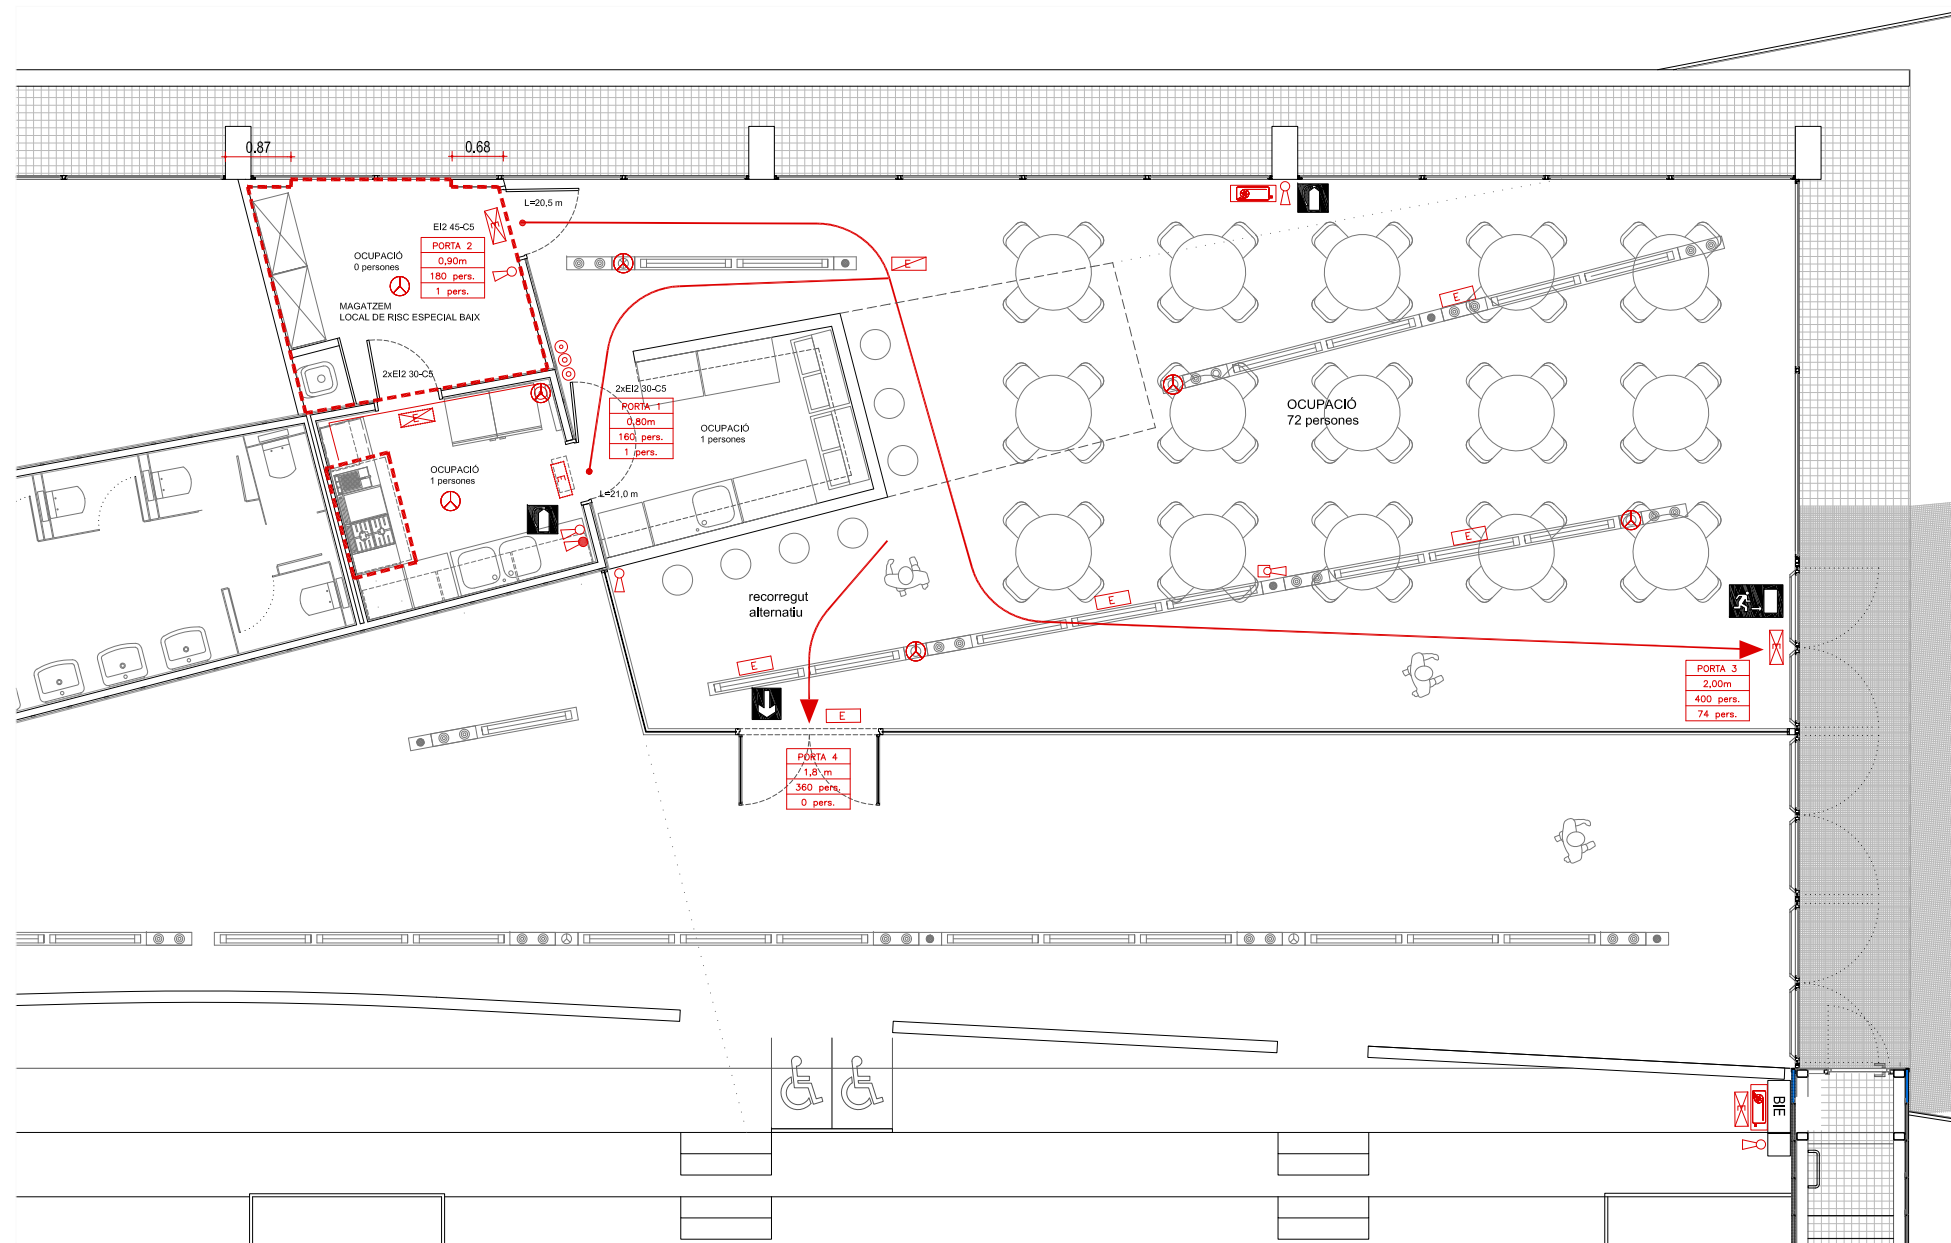 0.87
0.68
L=20,5 m
EI2 45-C5
PORTA 2
0,90m
180 pers.
1 pers.
OCUPACIÓ
0 persones
MAGATZEM
LOCAL DE RISC ESPECIAL BAIX
E
E
E
2xEI2 30-C5
2xEI2 30-C5
PORTA 1
0,80m
160 pers.
1 pers.
OCUPACIÓ
1 persones
OCUPACIÓ
72 persones
E
OCUPACIÓ
1 persones
E
L=21,0 m
E
recorregut
alternatiu
E
E
E
E
PORTA 3
2,00m
400 pers.
74 pers.
PORTA 4
1,8 m
360 pers.
0 pers.
E
BIE